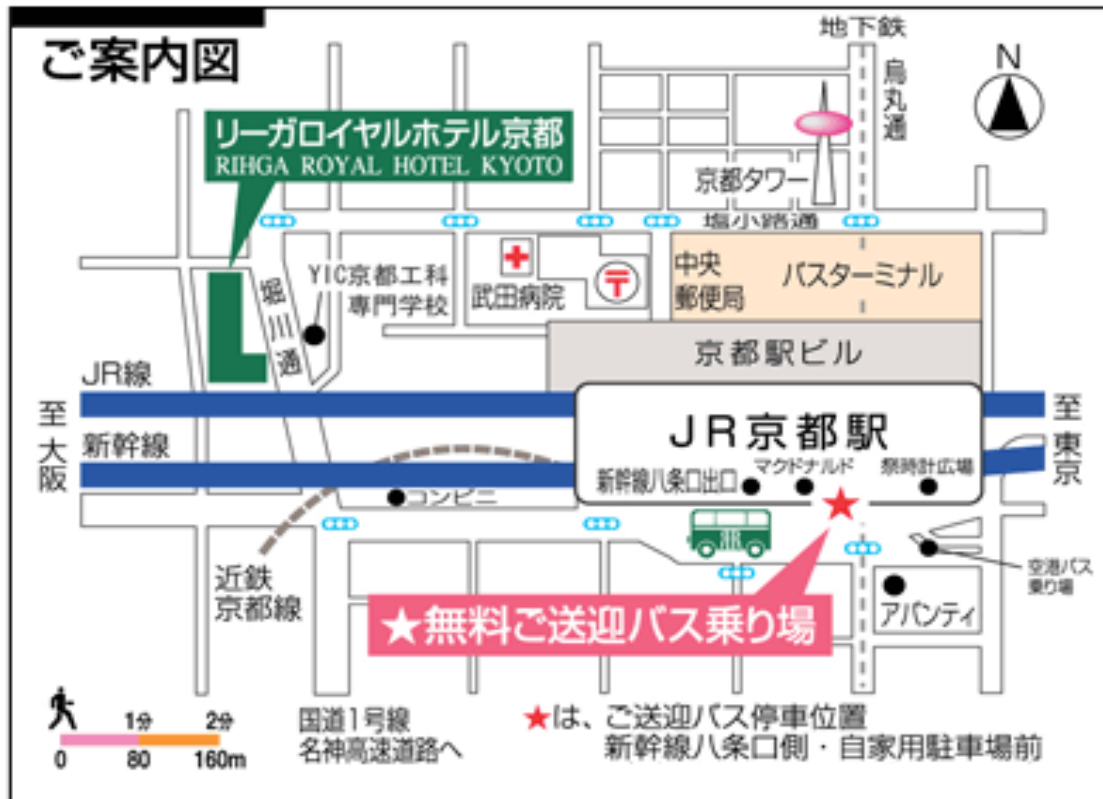 ご案内図
地下鉄
烏丸通
N
リーガロイヤルホテル京都
RIHGA ROYAL HOTEL KYOTO
京都タワー
塩小路通
YIC京都工科
専門学校
武田病院
中央
郵便局
バスターミナル
堀川通
京都駅ビル
JR線
至大阪
新幹線
JR京都駅
至東京
新幹線八条口出口
マクドナルド
祭時計広場
コンビニ
近鉄
京都線
空港バス
乗り場
アバンティ
★無料ご送迎バス乗り場
1分 2分
0 80 160m
国道1号線
名神高速道路へ
★は、ご送迎バス停車位置
新幹線八条口側・自家用駐車場前